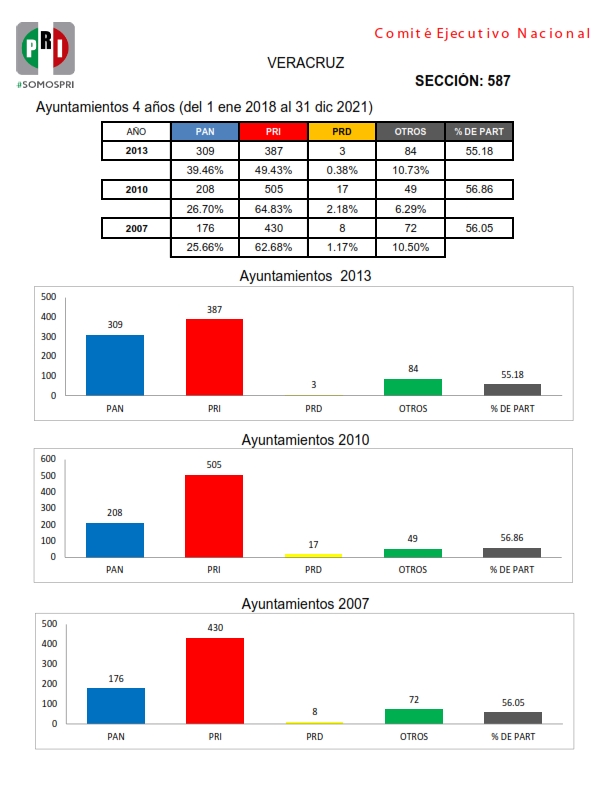 Comité Ejecutivo Nacional
PRI
#SOMOSPRI
VERACRUZ
SECCIÓN: 587
Ayuntamientos 4 años (del 1 ene 2018 al 31 dic 2021)
AÑO PAN PRI PRD OTROS % DE PART
2013 309 387 3 84 55.18
39.46% 49.43% 0.38% 10.73%
2010 208 505 17 49 56.86
26.70% 64.83% 2.18% 6.29%
2007 176 430 8 72 56.05
25.66% 62.68% 1.17% 10.50%
Ayuntamientos 2013
500
400
300
200
100
0
309 387 3 84 55.18
PAN PRI PRD OTROS % DE PART
Ayuntamientos 2010
600
500
400
300
200
100
0
208 505 17 49 56.86
PAN PRI PRD OTROS % DE PART
Ayuntamientos 2007
500
400
300
200
100
0
176 430 8 72 56.05
PAN PRI PRD OTROS % DE PART